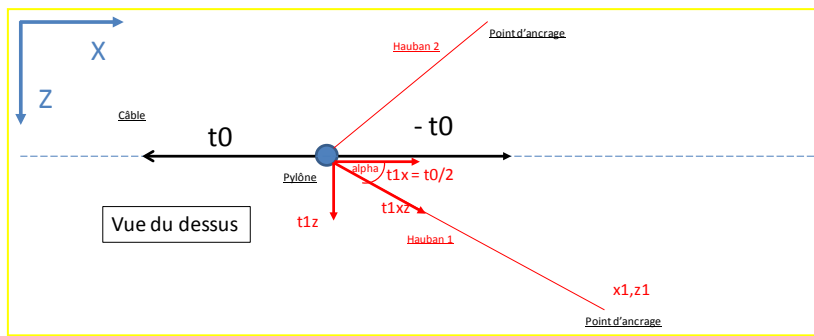 X
Z
Point d'ancrage
Hauban 2
Câble
t0
- t0
alpha
t1x = t0/2
Pylône
t1xz
t1z
Vue du dessus
Hauban 1
x1,z1
Point d'ancrage